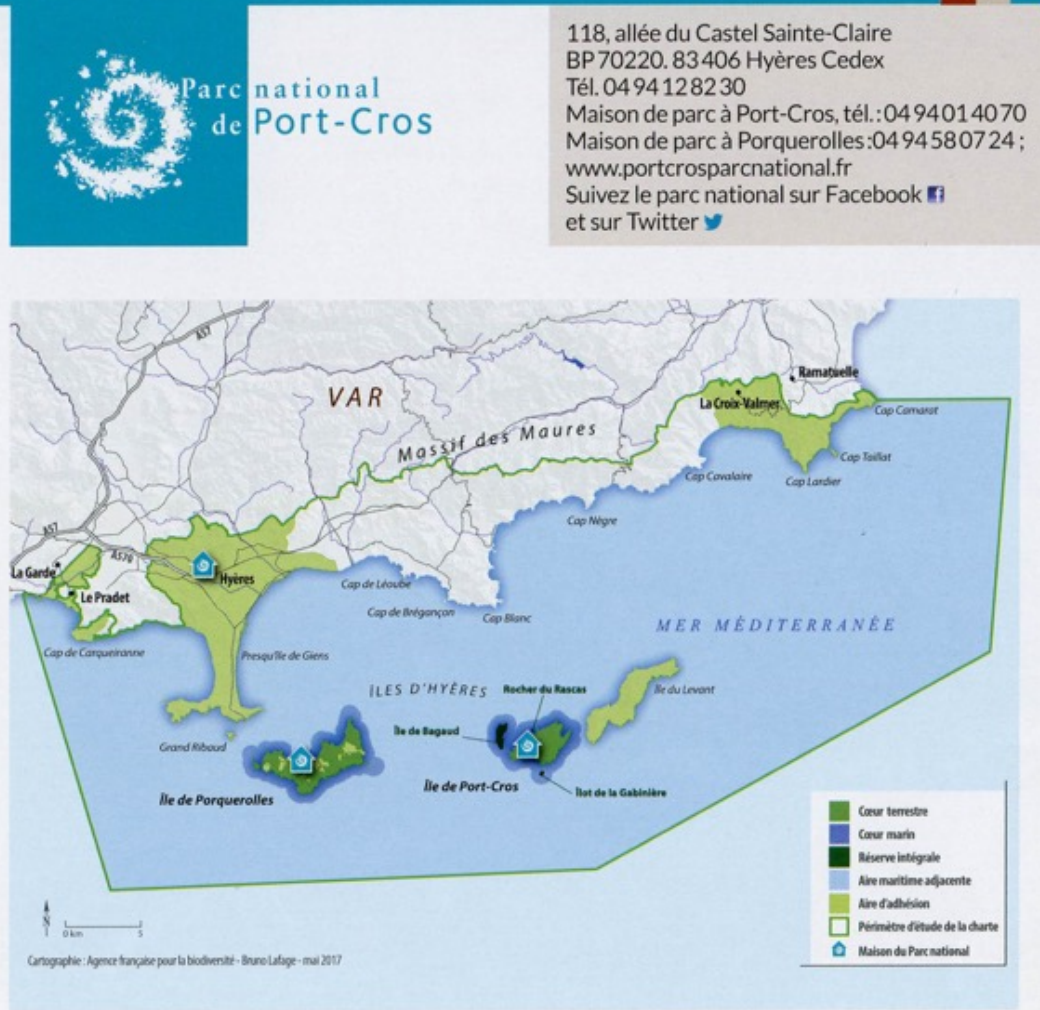 Parc national
de Port-Cros
118, allée du Castel Sainte-Claire
BP 70220. 83 406 Hyères Cedex
Tél. 04 94 12 82 30
Maison de parc à Port-Cros, tél. : 04 94 01 40 70
Maison de parc à Porquerolles : 04 94 58 07 24 ;
www.portcrosparcnational.fr
Suivez le parc national sur Facebook
et sur Twitter
A57
VAR
Massif des Maures
Ramatuelle
La Croix-Valmer
Cap Camarat
Cap Taillat
Cap Lardier
Cap Cavalaire
Cap Nègre
A57
A570
La Garde
Hyères
Le Pradet
Cap de Léoube
Cap de Brégançon
Cap Blanc
MER MÉDITERRANÉE
Cap de Carqueiranne
Presqu'île de Giens
ÎLES D'HYÈRES
Rocher du Rascas
Île du Levant
Île de Bagaud
Grand Ribaud
Île de Port-Cros
Îlot de la Gabinière
Île de Porquerolles
Cœur terrestre
Cœur marin
Réserve intégrale
Aire maritime adjacente
Aire d'adhésion
Périmètre d'étude de la charte
Maison du Parc national
N
0 km 5
Cartographie : Agence française pour la biodiversité - Bruno Lafage - mai 2017